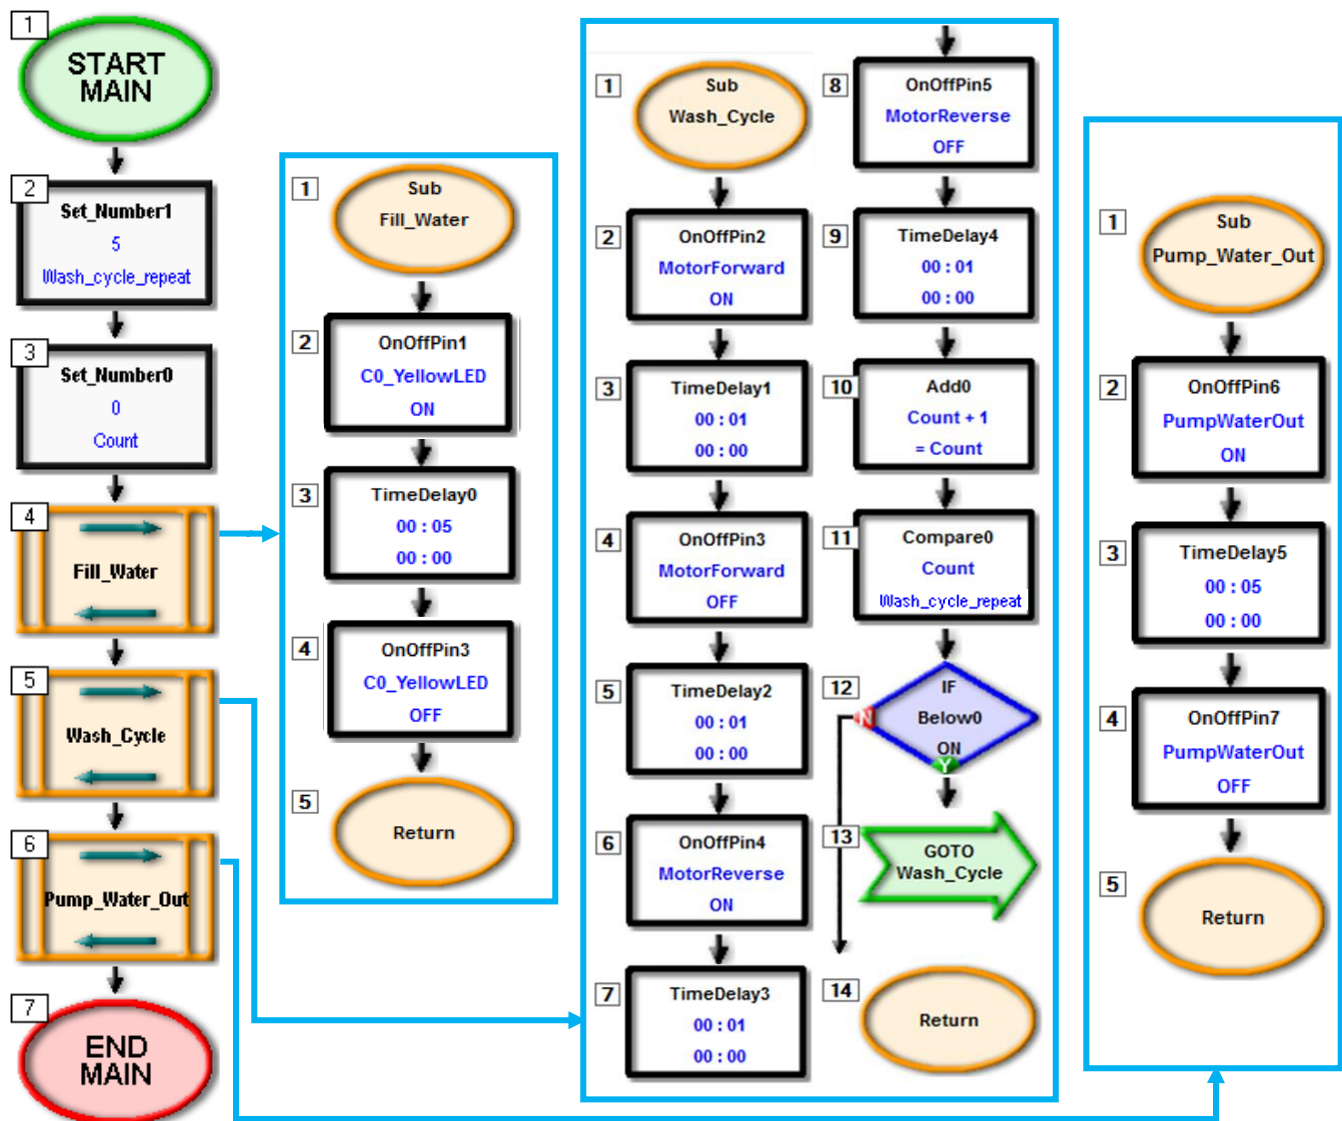 1
START
MAIN
2
Set_Number1
5
Wash_cycle_repeat
3
Set_Number0
0
Count
4
Fill_Water
5
Wash_Cycle
6
Pump_Water_Out
7
END
MAIN
1
Sub
Fill_Water
2
OnOffPin1
C0_YellowLED
ON
3
TimeDelay0
00 : 05
00 : 00
4
OnOffPin3
C0_YellowLED
OFF
5
Return
1
Sub
Wash_Cycle
2
OnOffPin2
MotorForward
ON
3
TimeDelay1
00 : 01
00 : 00
4
OnOffPin3
MotorForward
OFF
5
TimeDelay2
00 : 01
00 : 00
6
OnOffPin4
MotorReverse
ON
7
TimeDelay3
00 : 01
00 : 00
8
OnOffPin5
MotorReverse
OFF
9
TimeDelay4
00 : 01
00 : 00
10
Add0
Count + 1
= Count
11
Compare0
Count
Wash_cycle_repeat
12
IF
Below0
ON
N
Y
13
GOTO
Wash_Cycle
14
Return
1
Sub
Pump_Water_Out
2
OnOffPin6
PumpWaterOut
ON
3
TimeDelay5
00 : 05
00 : 00
4
OnOffPin7
PumpWaterOut
OFF
5
Return